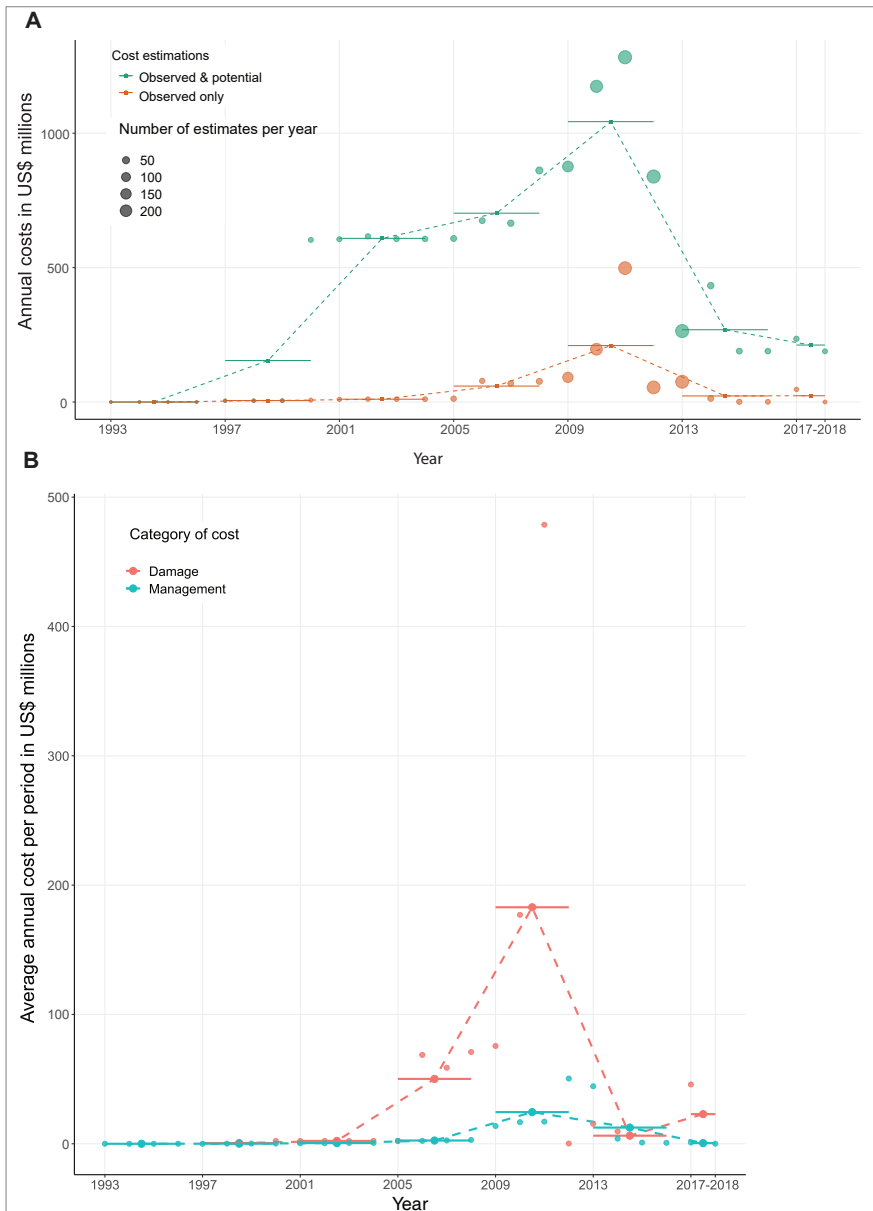 A
Cost estimations
Observed & potential
Observed only
Number of estimates per year
50
100
150
200
Annual costs in US$ millions
1000
500
0
1993 1997 2001 2005 2009 2013 2017-2018
Year
B
500
Category of cost
Damage
Management
400
300
200
100
0
Average annual cost per period in US$ millions
1993 1997 2001 2005 2009 2013 2017-2018
Year